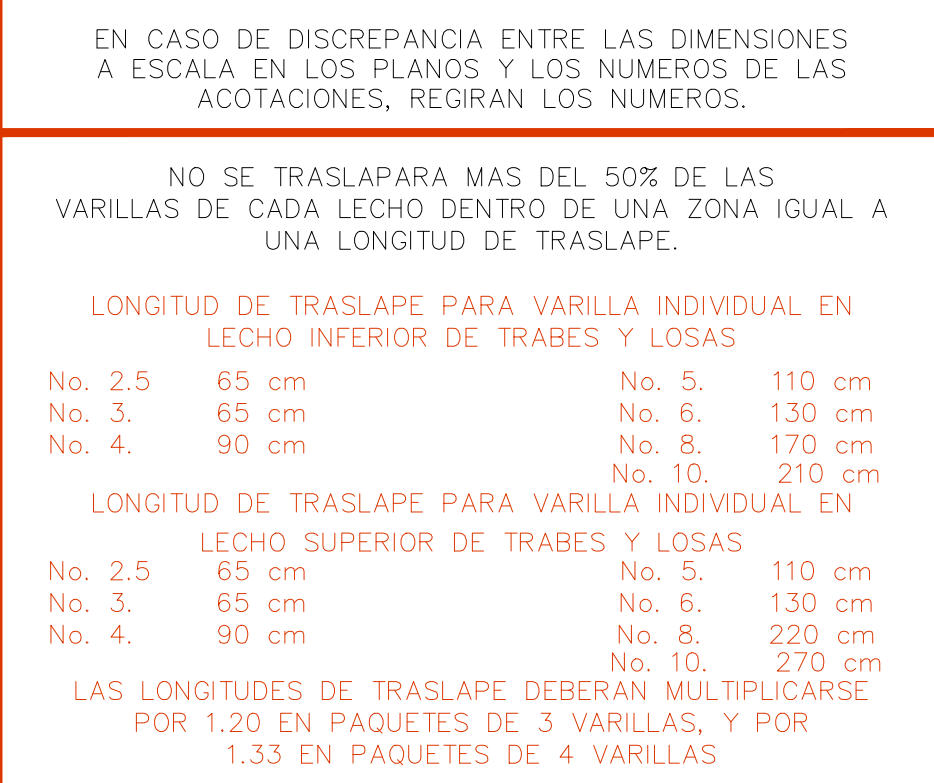 EN CASO DE DISCREPANCIA ENTRE LAS DIMENSIONES
A ESCALA EN LOS PLANOS Y LOS NUMEROS DE LAS
ACOTACIONES, REGIRAN LOS NUMEROS.
NO SE TRASLAPARA MAS DEL 50% DE LAS
VARILLAS DE CADA LECHO DENTRO DE UNA ZONA IGUAL A
UNA LONGITUD DE TRASLAPE.
LONGITUD DE TRASLAPE PARA VARILLA INDIVIDUAL EN
LECHO INFERIOR DE TRABES Y LOSAS
No. 2.5 65 cm No. 5. 110 cm
No. 3. 65 cm No. 6. 130 cm
No. 4. 90 cm No. 8. 170 cm
No. 10. 210 cm
LONGITUD DE TRASLAPE PARA VARILLA INDIVIDUAL EN
LECHO SUPERIOR DE TRABES Y LOSAS
No. 2.5 65 cm No. 5. 110 cm
No. 3. 65 cm No. 6. 130 cm
No. 4. 90 cm No. 8. 220 cm
No. 10. 270 cm
LAS LONGITUDES DE TRASLAPE DEBERAN MULTIPLICARSE
POR 1.20 EN PAQUETES DE 3 VARILLAS, Y POR
1.33 EN PAQUETES DE 4 VARILLAS